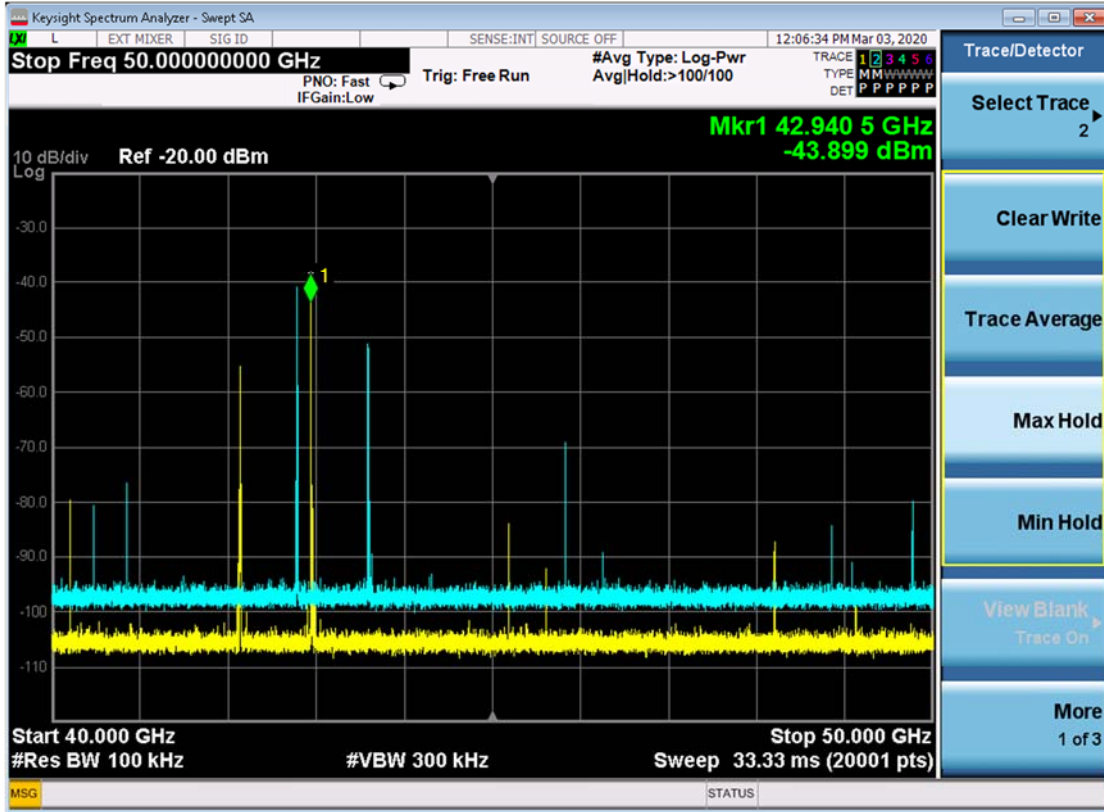 Keysight Spectrum Analyzer - Swept SA
LXI L EXT MIXER SIG ID SENSE:INT SOURCE OFF 12:06:34 PM Mar 03, 2020
Stop Freq 50.000000000 GHz
PNO: Fast
IFGain:Low
Trig: Free Run
#Avg Type: Log-Pwr
Avg|Hold:>100/100
TRACE 1 2 3 4 5 6
TYPE M M W W W W
DET P P P P P P
Mkr1 42.940 5 GHz
-43.899 dBm
10 dB/div Ref -20.00 dBm
Log
-30.0
-40.0
-50.0
-60.0
-70.0
-80.0
-90.0
-100
-110
1
Start 40.000 GHz Stop 50.000 GHz
#Res BW 100 kHz #VBW 300 kHz Sweep 33.33 ms (20001 pts)
MSG STATUS
Trace/Detector
Select Trace
2
Clear Write
Trace Average
Max Hold
Min Hold
View Blank
Trace On
More
1 of 3